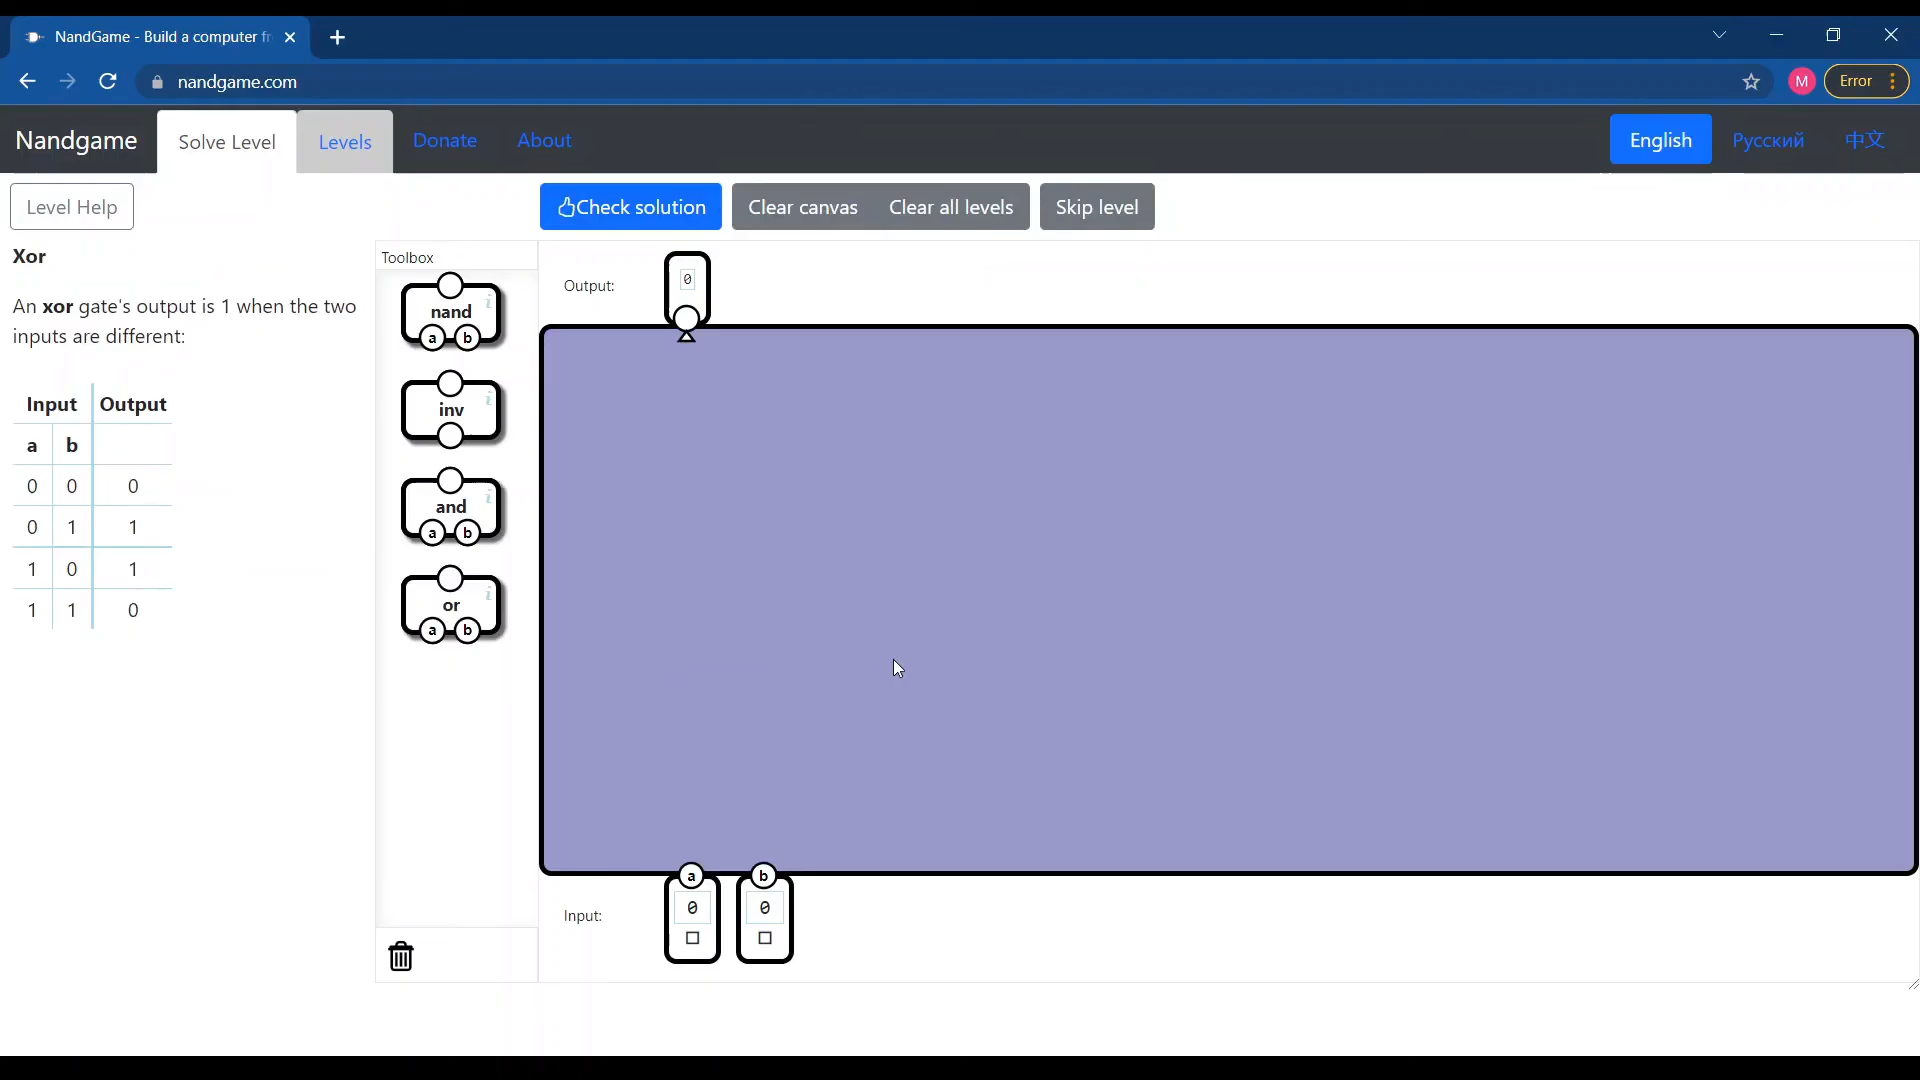 NandGame - Build a computer fr
nandgame.com
M
Error
Nandgame
Solve Level
Levels
Donate
About
English
Русский
中文
Level Help
Check solution
Clear canvas
Clear all levels
Skip level
Xor
An xor gate's output is 1 when the two
inputs are different:
Input Output
a b
0 0 0
0 1 1
1 0 1
1 1 0
Toolbox
nand
i
a b
inv
i
and
i
a b
or
i
a b
Output:
0
a b
Input:
0 0